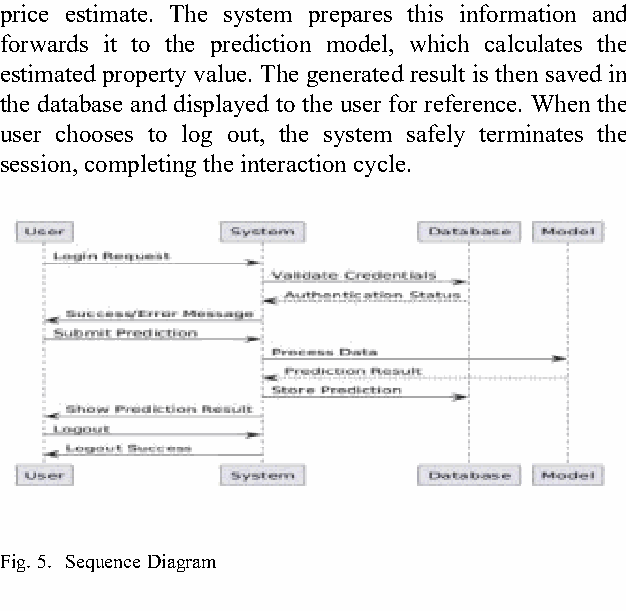 price estimate. The system prepares this information and
forwards it to the prediction model, which calculates the
estimated property value. The generated result is then saved in
the database and displayed to the user for reference. When the
user chooses to log out, the system safely terminates the
session, completing the interaction cycle.
User System Database Model
Login Request
Validate Credentials
Authentication Status
Success/Error Message
Submit Prediction
Process Data
Prediction Result
Store Prediction
Show Prediction Result
Logout
Logout Success
User System Database Model
Fig. 5. Sequence Diagram